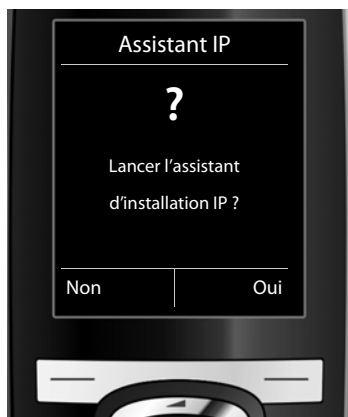 Assistant IP
?
Lancer l’assistant
d’installation IP ?
Non Oui